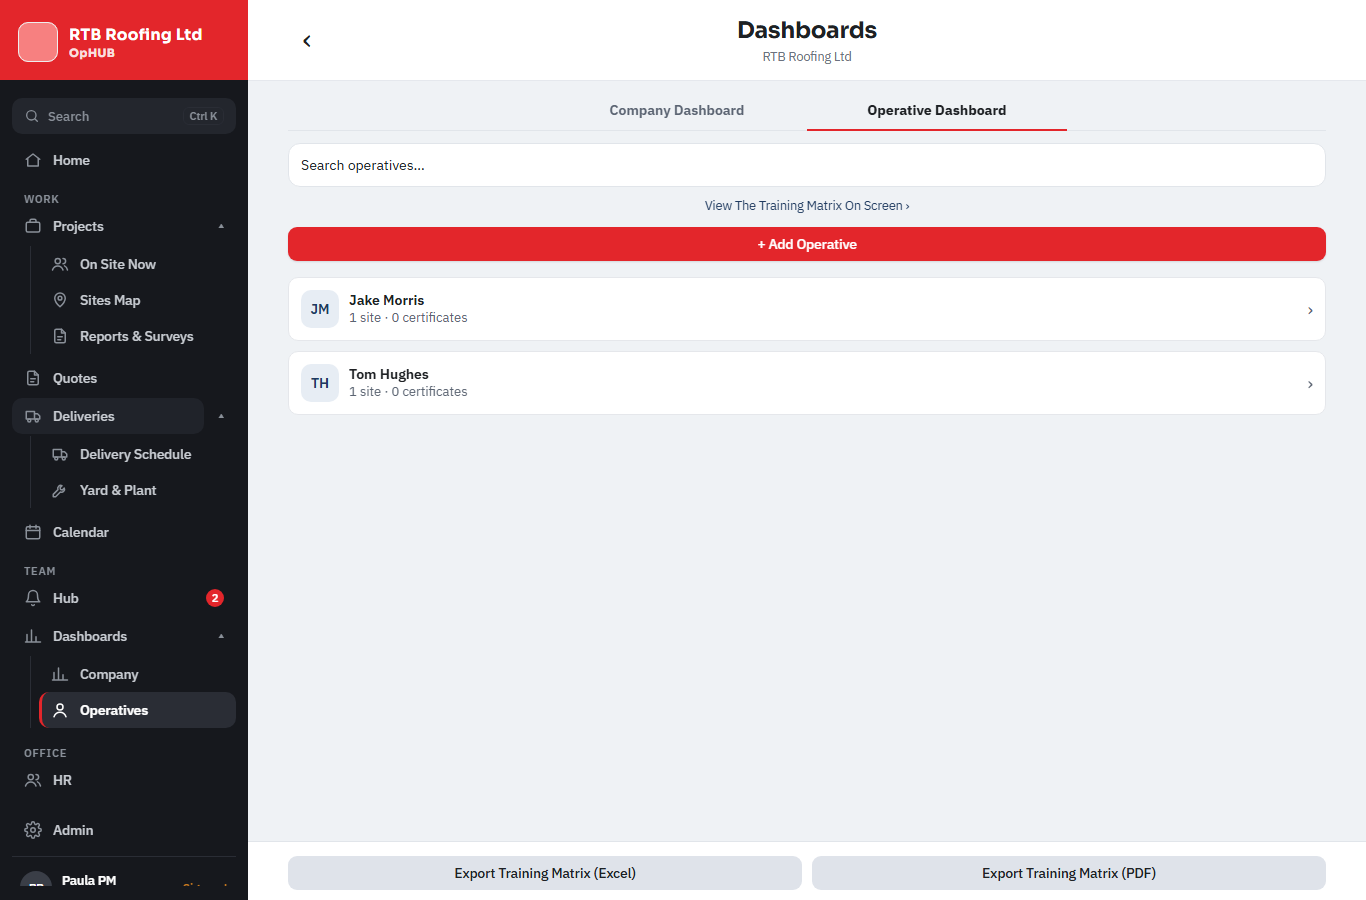 RTB Roofing Ltd
OpHUB
Search
Ctrl K
Home
WORK
Projects
On Site Now
Sites Map
Reports & Surveys
Quotes
Deliveries
Delivery Schedule
Yard & Plant
Calendar
TEAM
Hub
2
Dashboards
Company
Operatives
OFFICE
HR
Admin
Paula PM
Dashboards
RTB Roofing Ltd
Company Dashboard
Operative Dashboard
Search operatives...
View The Training Matrix On Screen ›
+ Add Operative
JM
Jake Morris
1 site · 0 certificates
›
TH
Tom Hughes
1 site · 0 certificates
›
Export Training Matrix (Excel)
Export Training Matrix (PDF)